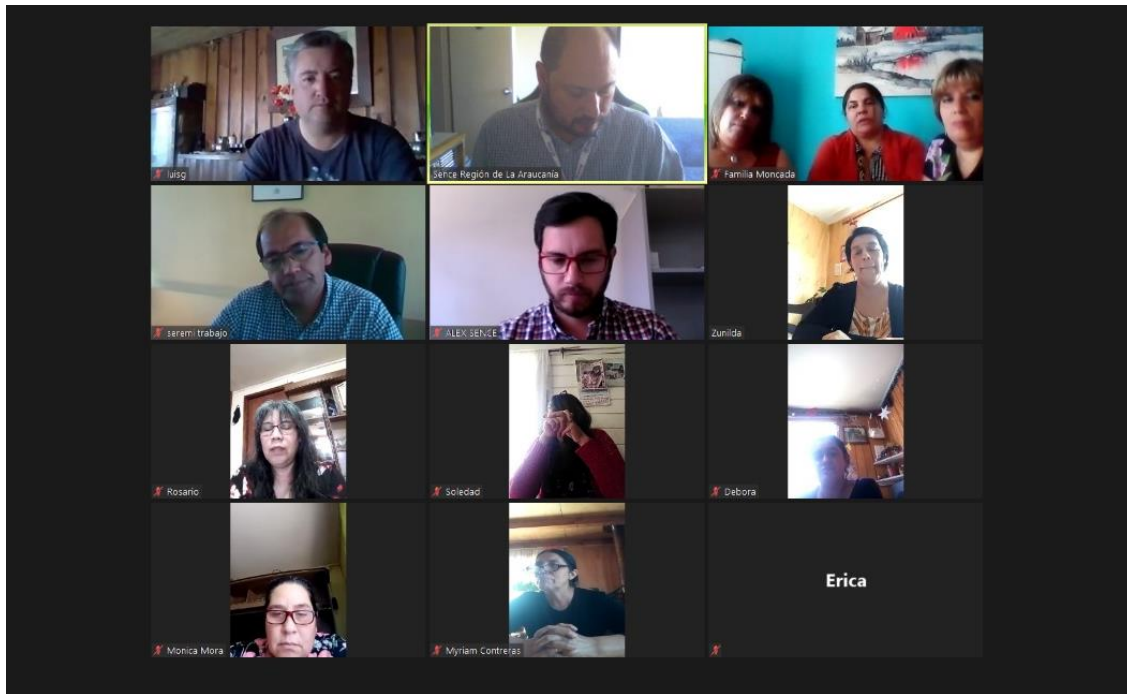 luisg
Sence Región de La Araucanía
Familia Moncada
seremi trabajo
ALEX SENCE
Zunilda
Rosario
Soledad
Debora
Monica Mora
Myriam Contreras
Erica